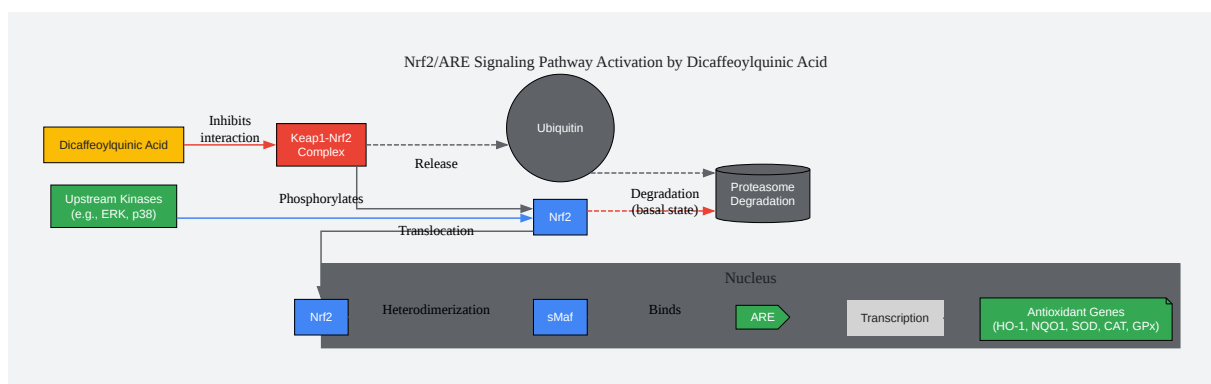 Nrf2/ARE Signaling Pathway Activation by Dicaffeoylquinic Acid
Dicaffeoylquinic Acid
Inhibits
interaction
Keap1-Nrf2
Complex
Release
Ubiquitin
Upstream Kinases
(e.g., ERK, p38)
Phosphorylates
Nrf2
Degradation
(basal state)
Proteasome
Degradation
Translocation
Nucleus
Nrf2
Heterodimerization
sMaf
Binds
ARE
Transcription
Antioxidant Genes
(HO-1, NQO1, SOD, CAT, GPx)